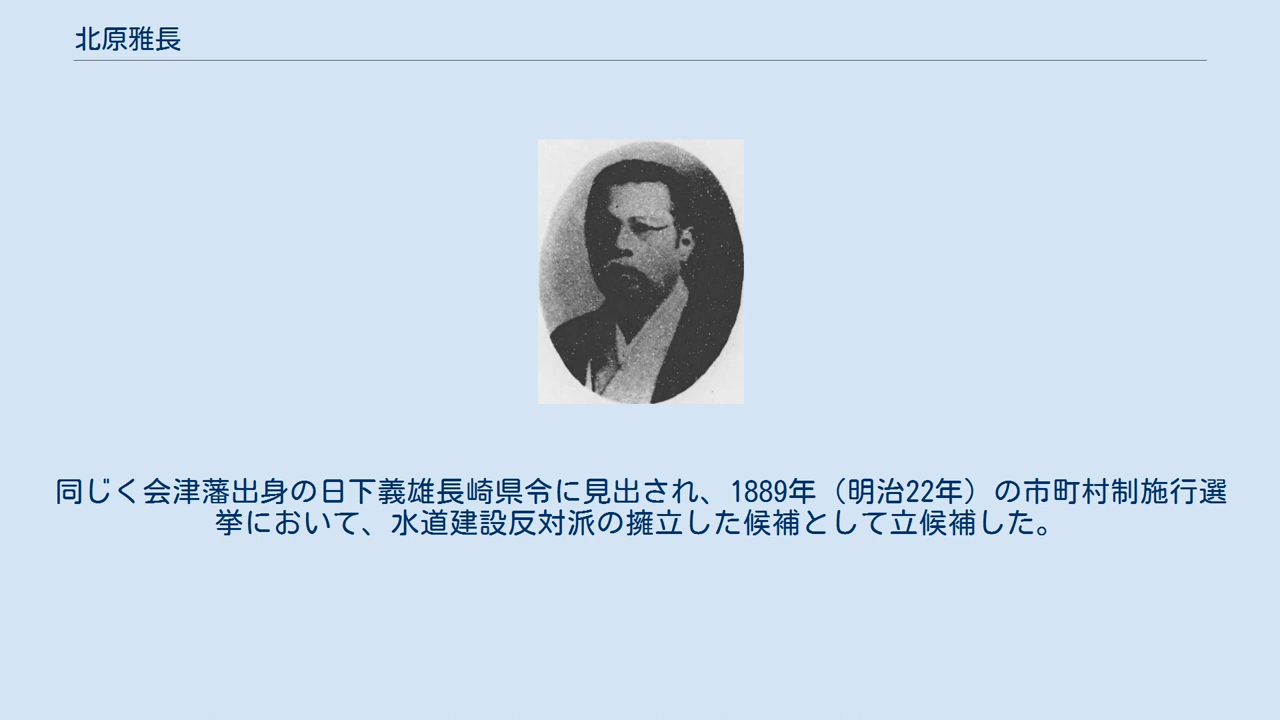 北原雅長
同じく会津藩出身の日下義雄長崎県令に見出され、1889年（明治22年）の市町村制施行選
挙において、水道建設反対派の擁立した候補として立候補した。